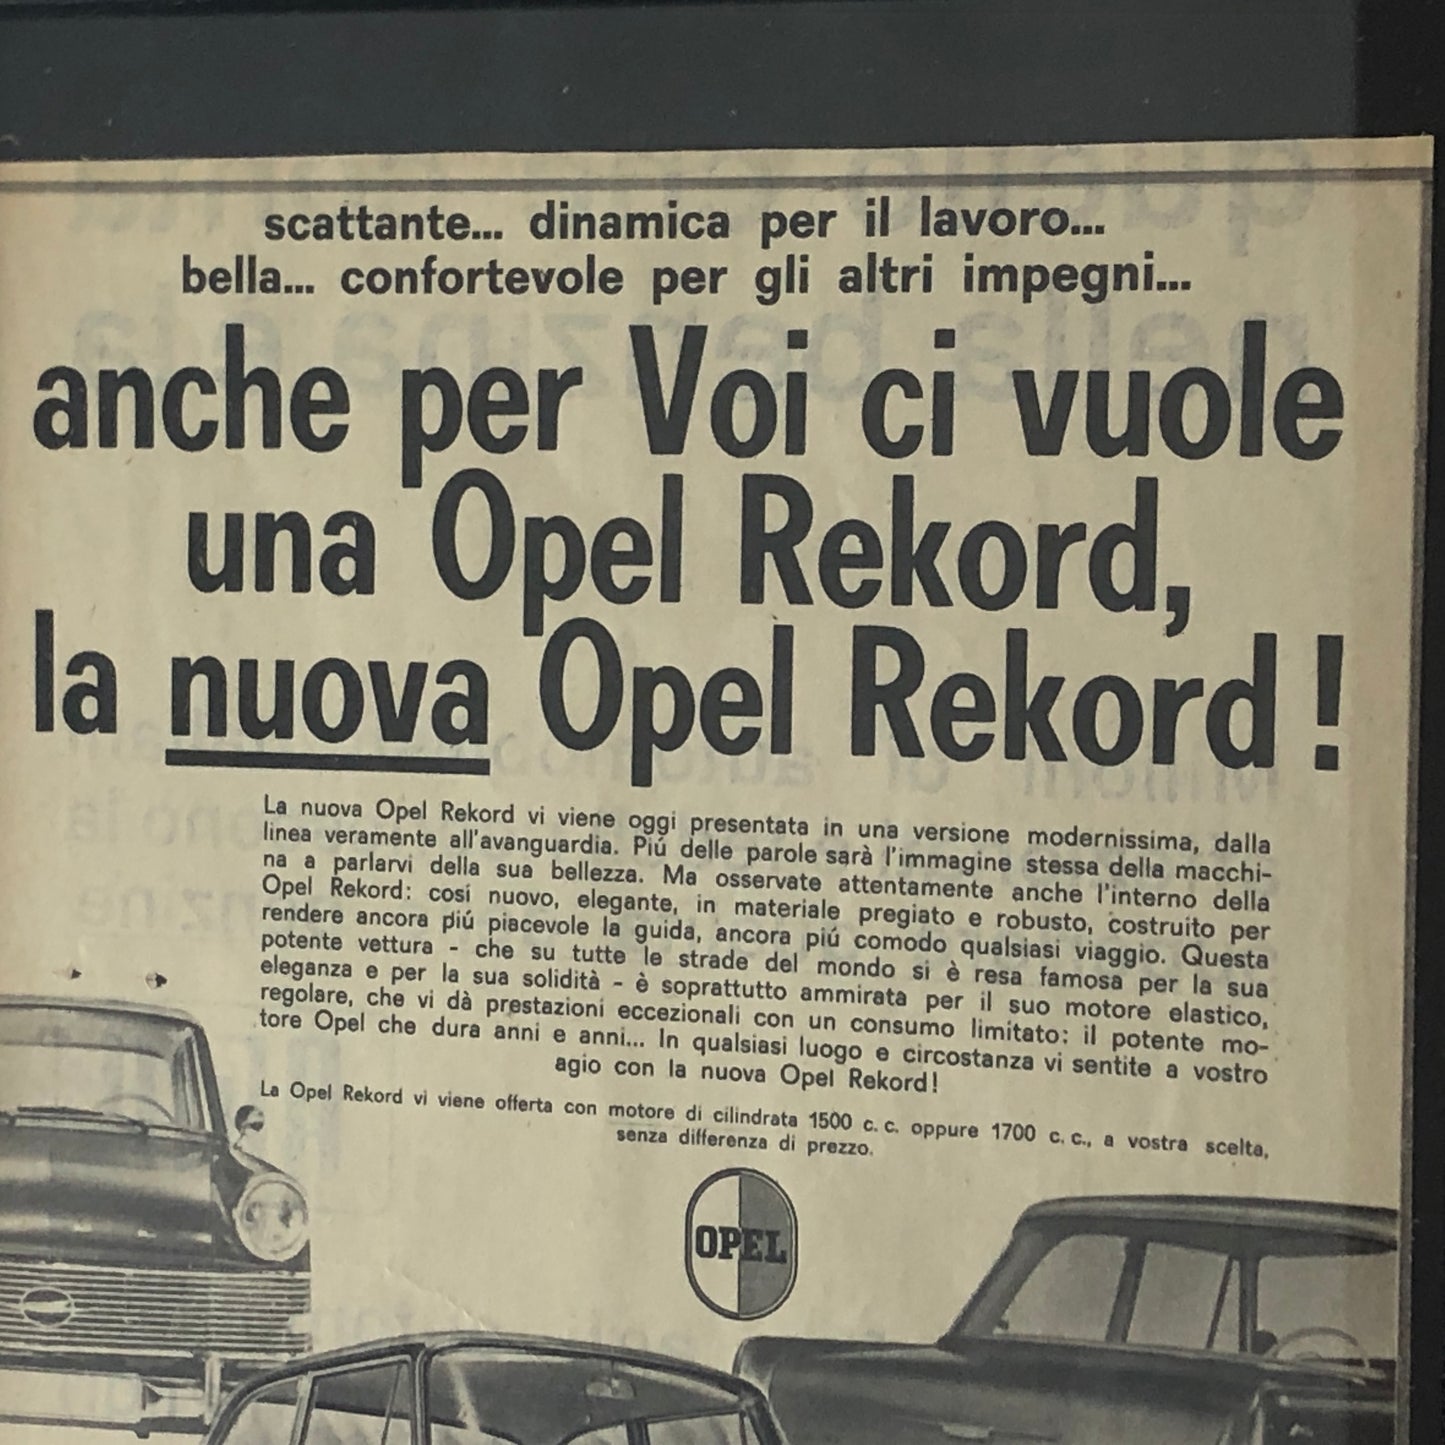 scattante... dinamica per il lavoro...
bella... confortevole per gli altri impegni...
anche per Voi ci vuole
una Opel Rekord,
la nuova Opel Rekord!
La nuova Opel Rekord vi viene oggi presentata in una versione modernissima, dalla
linea veramente all'avanguardia. Piú delle parole sarà l'immagine stessa della macchi-
na a parlarvi della sua bellezza. Ma osservate attentamente anche l'interno della
Opel Rekord: cosí nuovo, elegante, in materiale pregiato e robusto, costruito per
rendere ancora piú piacevole la guida, ancora piú comodo qualsiasi viaggio. Questa
potente vettura - che su tutte le strade del mondo si è resa famosa per la sua
eleganza e per la sua solidità - è soprattutto ammirata per il suo motore elastico,
regolare, che vi dà prestazioni eccezionali con un consumo limitato: il potente mo-
tore Opel che dura anni e anni... In qualsiasi luogo e circostanza vi sentite a vostro
agio con la nuova Opel Rekord!
La Opel Rekord vi viene offerta con motore di cilindrata 1500 c.c. oppure 1700 c.c., a vostra scelta,
senza differenza di prezzo.
OPEL